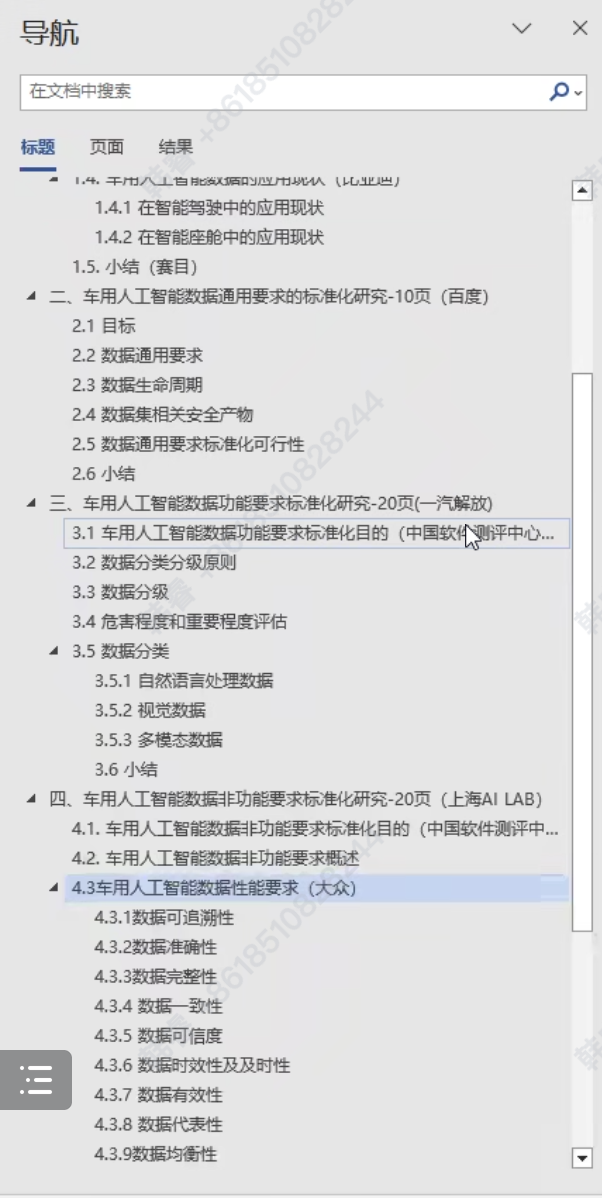 导航
在文档中搜索
标题 页面 结果
1.4. 车用人工智能数据的应用现状（比亚迪）
1.4.1 在智能驾驶中的应用现状
1.4.2 在智能座舱中的应用现状
1.5. 小结（赛目）
二、车用人工智能数据通用要求的标准化研究-10页（百度）
2.1 目标
2.2 数据通用要求
2.3 数据生命周期
2.4 数据集相关安全产物
2.5 数据通用要求标准化可行性
2.6 小结
三、车用人工智能数据功能要求标准化研究-20页(一汽解放)
3.1 车用人工智能数据功能要求标准化目的（中国软件测评中心...
3.2 数据分类分级原则
3.3 数据分级
3.4 危害程度和重要程度评估
3.5 数据分类
3.5.1 自然语言处理数据
3.5.2 视觉数据
3.5.3 多模态数据
3.6 小结
四、车用人工智能数据非功能要求标准化研究-20页（上海AI LAB）
4.1. 车用人工智能数据非功能要求标准化目的（中国软件测评中...
4.2. 车用人工智能数据非功能要求概述
4.3车用人工智能数据性能要求（大众）
4.3.1数据可追溯性
4.3.2数据准确性
4.3.3数据完整性
4.3.4 数据一致性
4.3.5 数据可信度
4.3.6 数据时效性及及时性
4.3.7 数据有效性
4.3.8 数据代表性
4.3.9数据均衡性
韩睿 +8618510828244